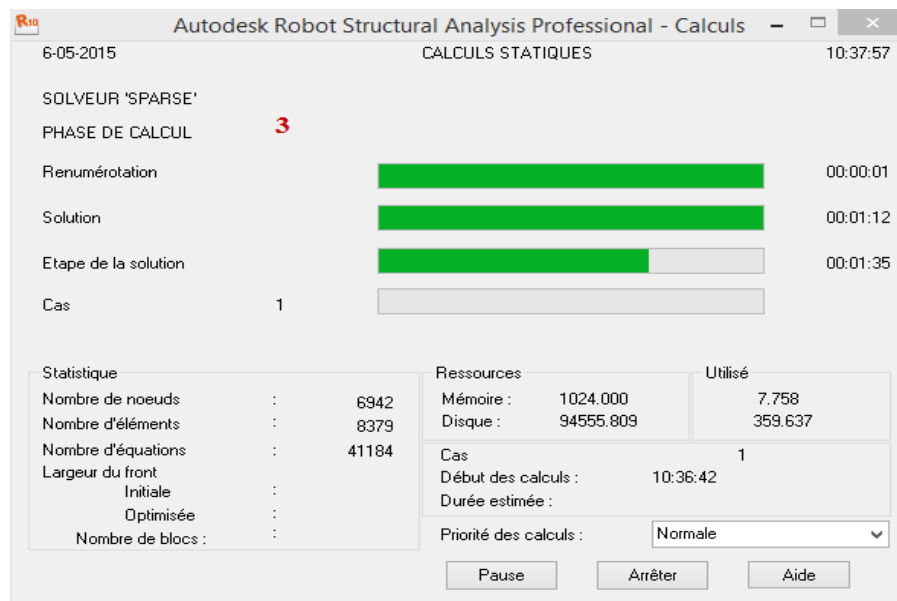 R10 Autodesk Robot Structural Analysis Professional - Calculs
6-05-2015 CALCULS STATIQUES 10:37:57
SOLVEUR 'SPARSE'
PHASE DE CALCUL 3
Renumérotation 00:00:01
Solution 00:01:12
Etape de la solution 00:01:35
Cas 1
Statistique
Nombre de noeuds : 6942
Nombre d'éléments : 8379
Nombre d'équations : 41184
Largeur du front
Initiale :
Optimisée :
Nombre de blocs : :
Ressources Utilisé
Mémoire : 1024.000 7.758
Disque : 94555.809 359.637
Cas 1
Début des calculs : 10:36:42
Durée estimée :
Priorité des calculs : Normale
Pause Arrêter Aide